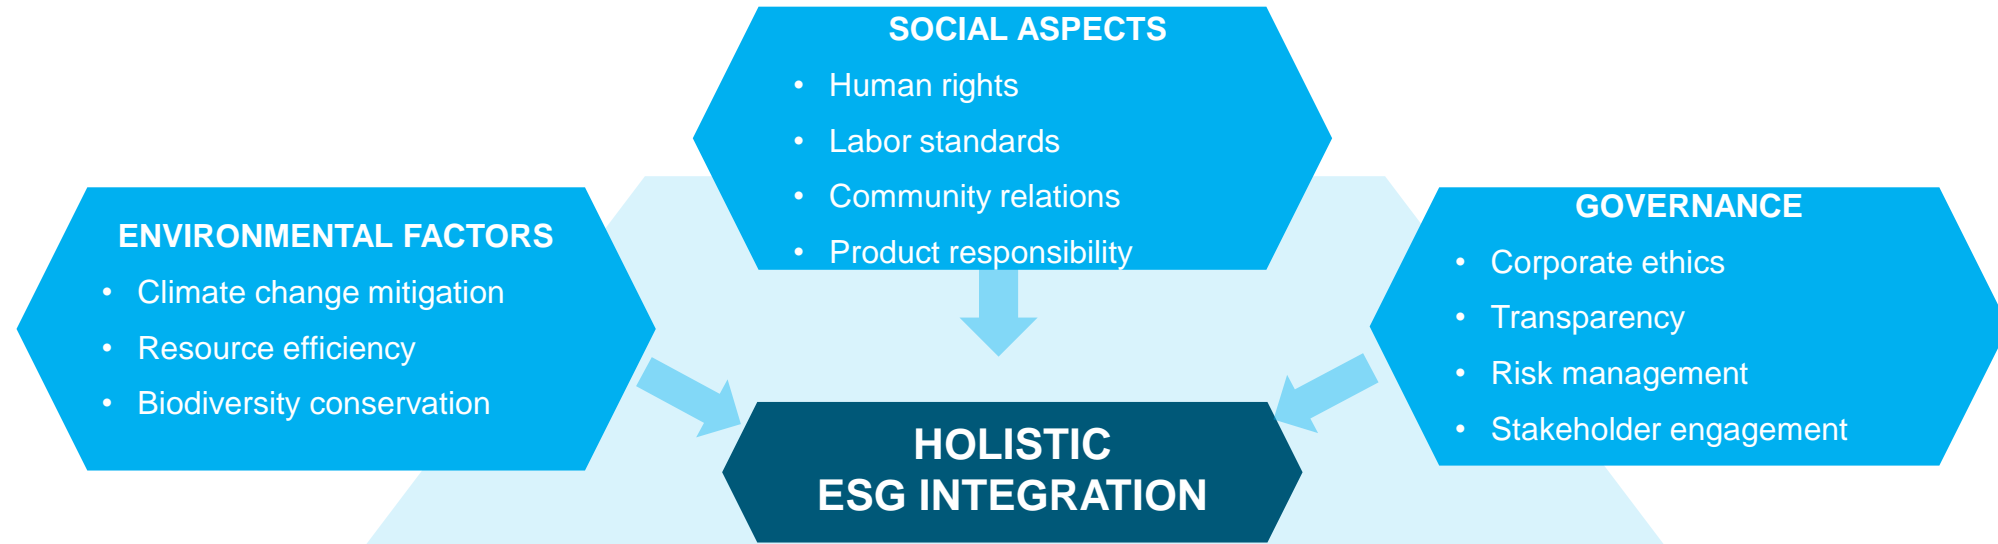 SOCIAL ASPECTS
• Human rights
• Labor standards
• Community relations
• Product responsibility
ENVIRONMENTAL FACTORS
• Climate change mitigation
• Resource efficiency
• Biodiversity conservation
GOVERNANCE
• Corporate ethics
• Transparency
• Risk management
• Stakeholder engagement
HOLISTIC
ESG INTEGRATION